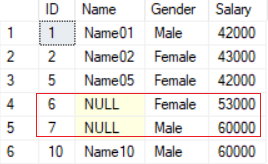 ID Name Gender Salary
1 1 Name01 Male 42000
2 2 Name02 Female 43000
3 5 Name05 Female 42000
4 6 NULL Female 53000
5 7 NULL Male 60000
6 10 Name10 Male 60000